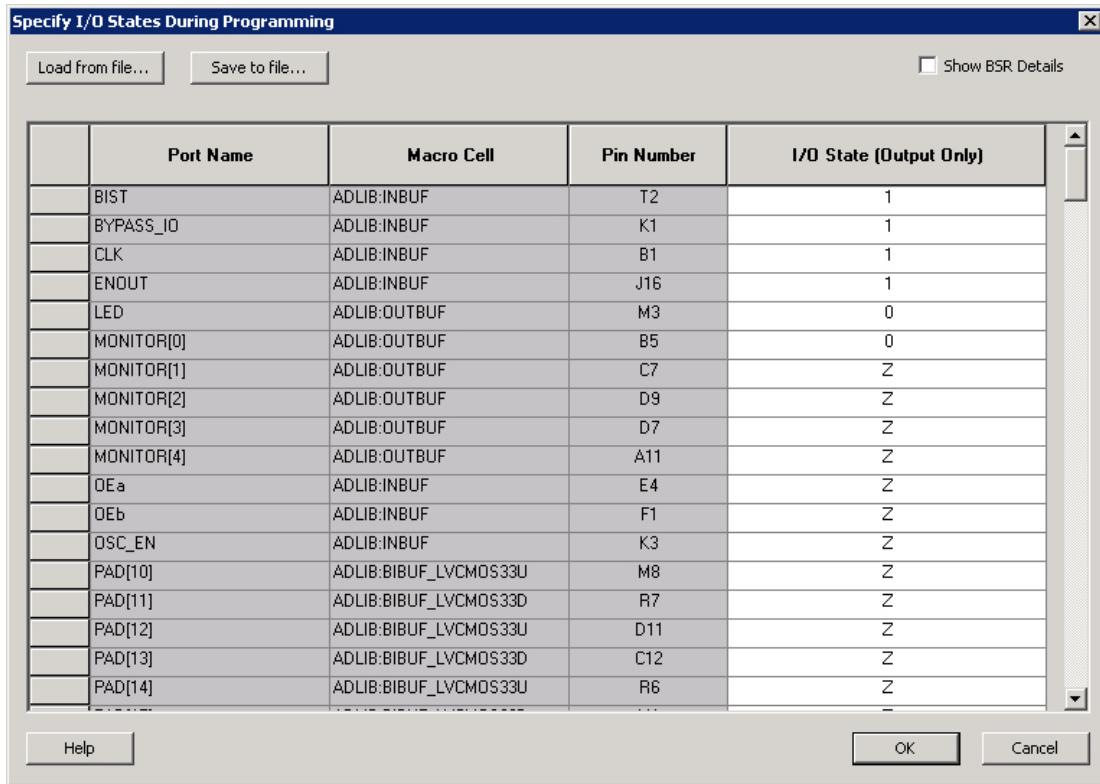 Specify I/O States During Programming
Load from file... Save to file... Show BSR Details
Port Name Macro Cell Pin Number I/O State (Output Only)
BIST ADLIB:INBUF T2 1
BYPASS_IO ADLIB:INBUF K1 1
CLK ADLIB:INBUF B1 1
ENOUT ADLIB:INBUF J16 1
LED ADLIB:OUTBUF M3 0
MONITOR[0] ADLIB:OUTBUF B5 0
MONITOR[1] ADLIB:OUTBUF C7 Z
MONITOR[2] ADLIB:OUTBUF D9 Z
MONITOR[3] ADLIB:OUTBUF D7 Z
MONITOR[4] ADLIB:OUTBUF A11 Z
OEa ADLIB:INBUF E4 Z
OEb ADLIB:INBUF F1 Z
OSC_EN ADLIB:INBUF K3 Z
PAD[10] ADLIB:BIBUF_LVCMOS33U M8 Z
PAD[11] ADLIB:BIBUF_LVCMOS33D R7 Z
PAD[12] ADLIB:BIBUF_LVCMOS33U D11 Z
PAD[13] ADLIB:BIBUF_LVCMOS33D C12 Z
PAD[14] ADLIB:BIBUF_LVCMOS33U R6 Z
Help OK Cancel